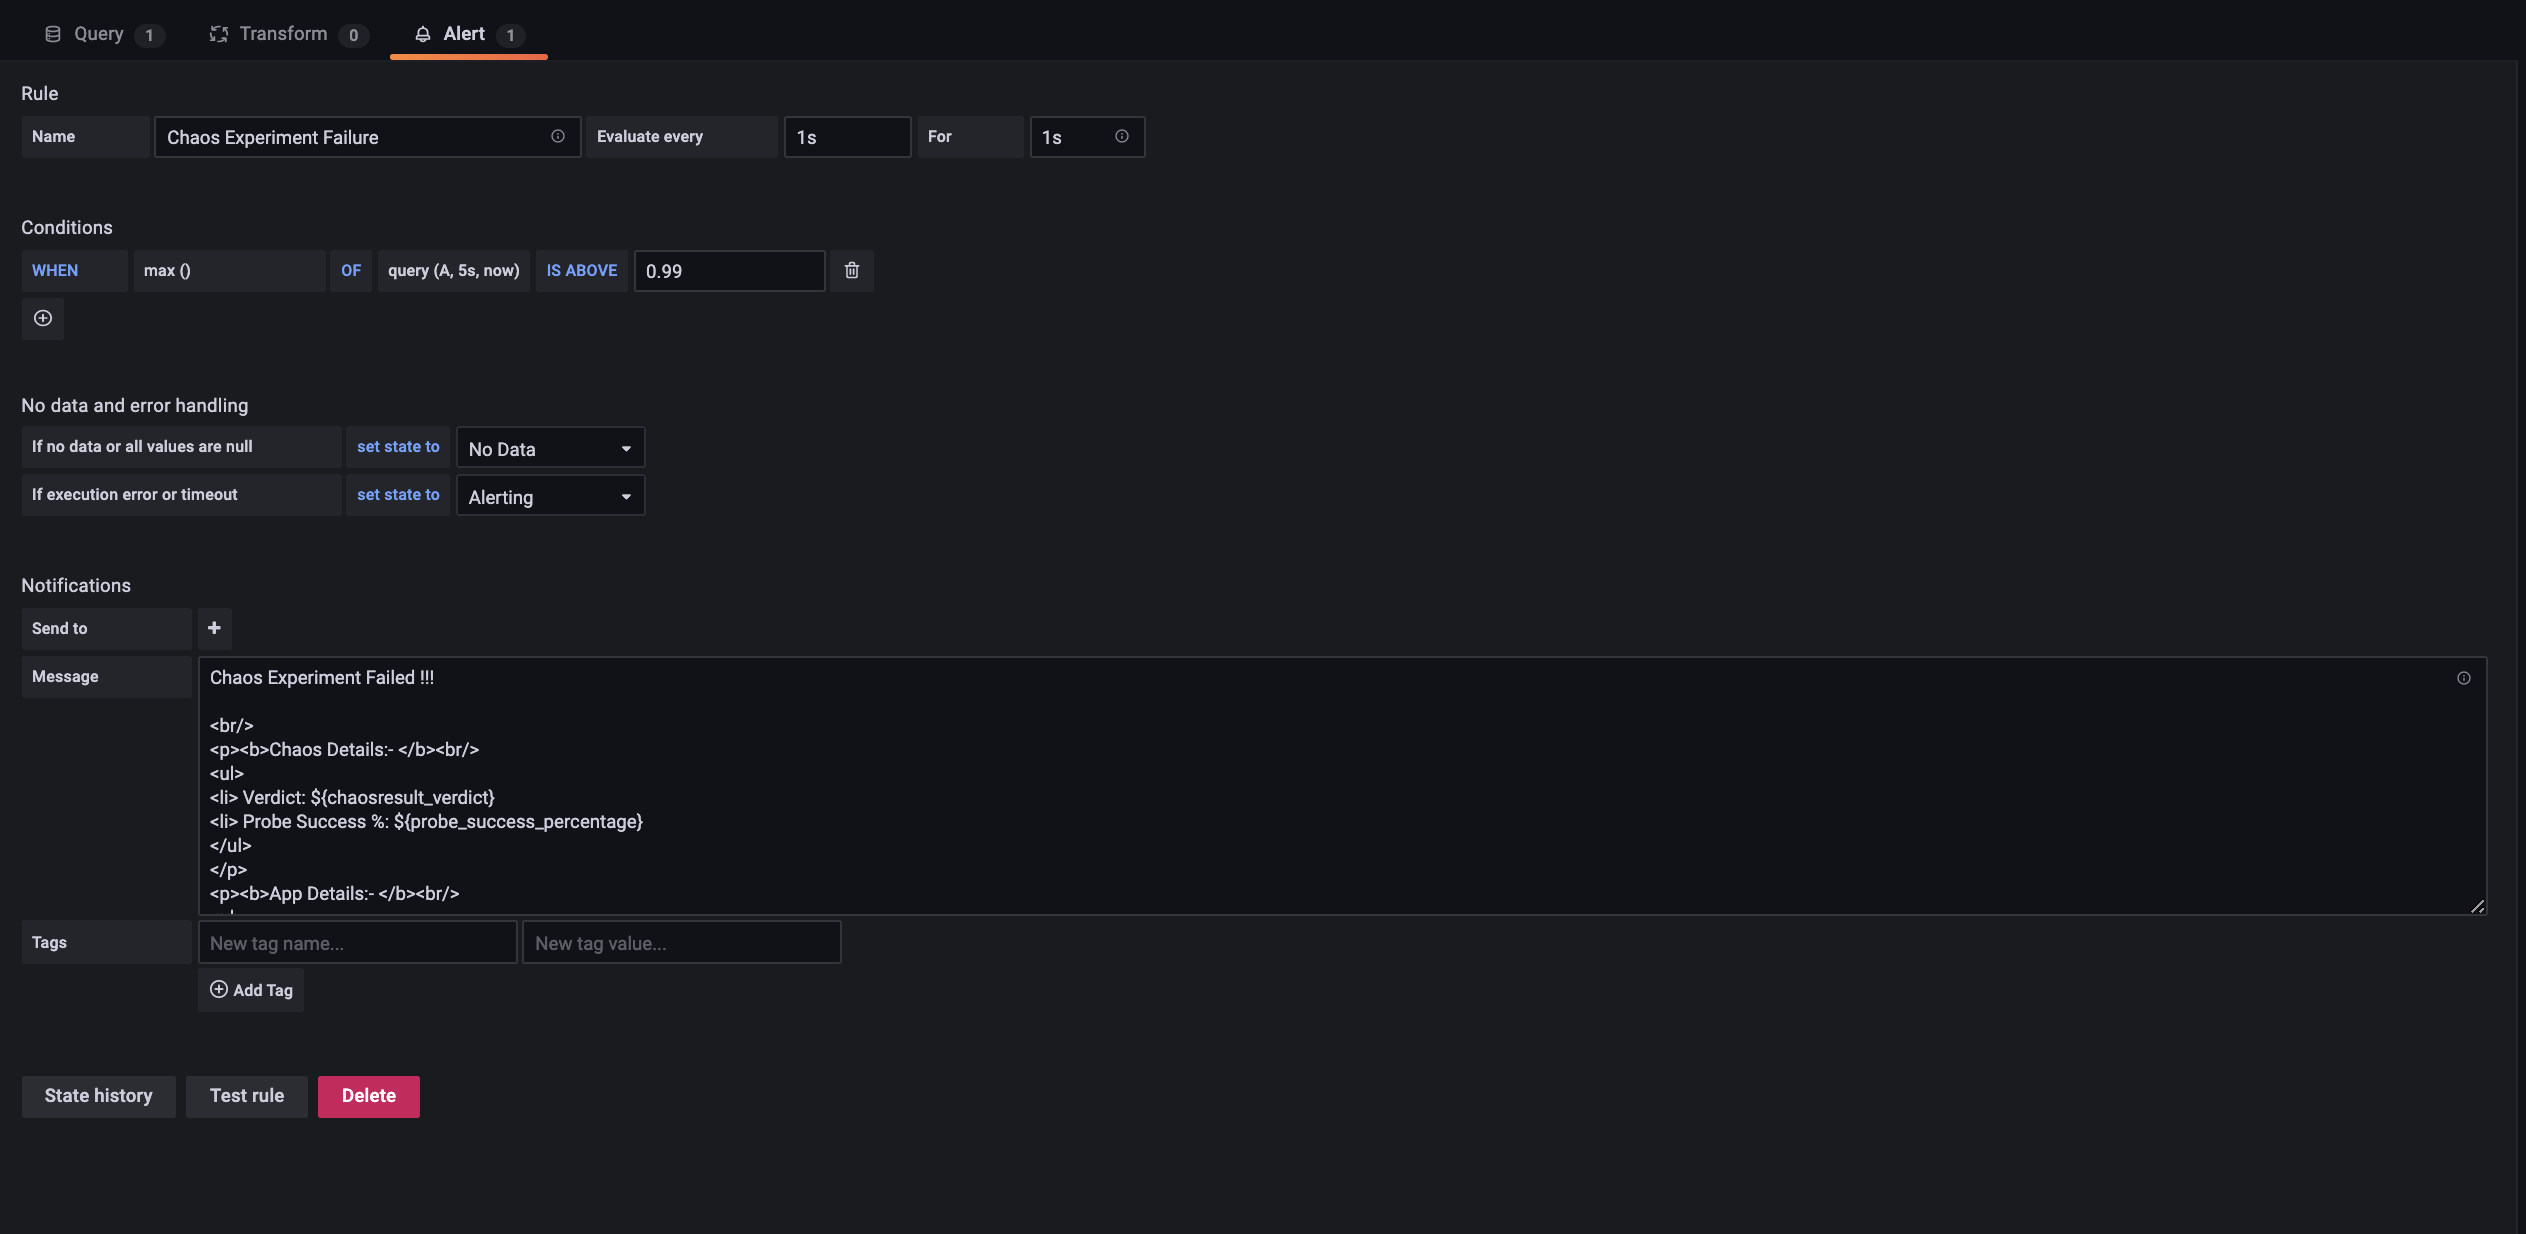 Query 1 Transform 0 Alert 1
Rule
Name Chaos Experiment Failure Evaluate every 1s For 1s
Conditions
WHEN max () OF query (A, 5s, now) IS ABOVE 0.99
No data and error handling
If no data or all values are null set state to No Data
If execution error or timeout set state to Alerting
Notifications
Send to
Message Chaos Experiment Failed !!!
<br/>
<p><b>Chaos Details:- </b><br/>
<ul>
<li> Verdict: ${chaosresult_verdict}
<li> Probe Success %: ${probe_success_percentage}
</ul>
</p>
<p><b>App Details:- </b><br/>
Tags New tag name... New tag value...
Add Tag
State history Test rule Delete